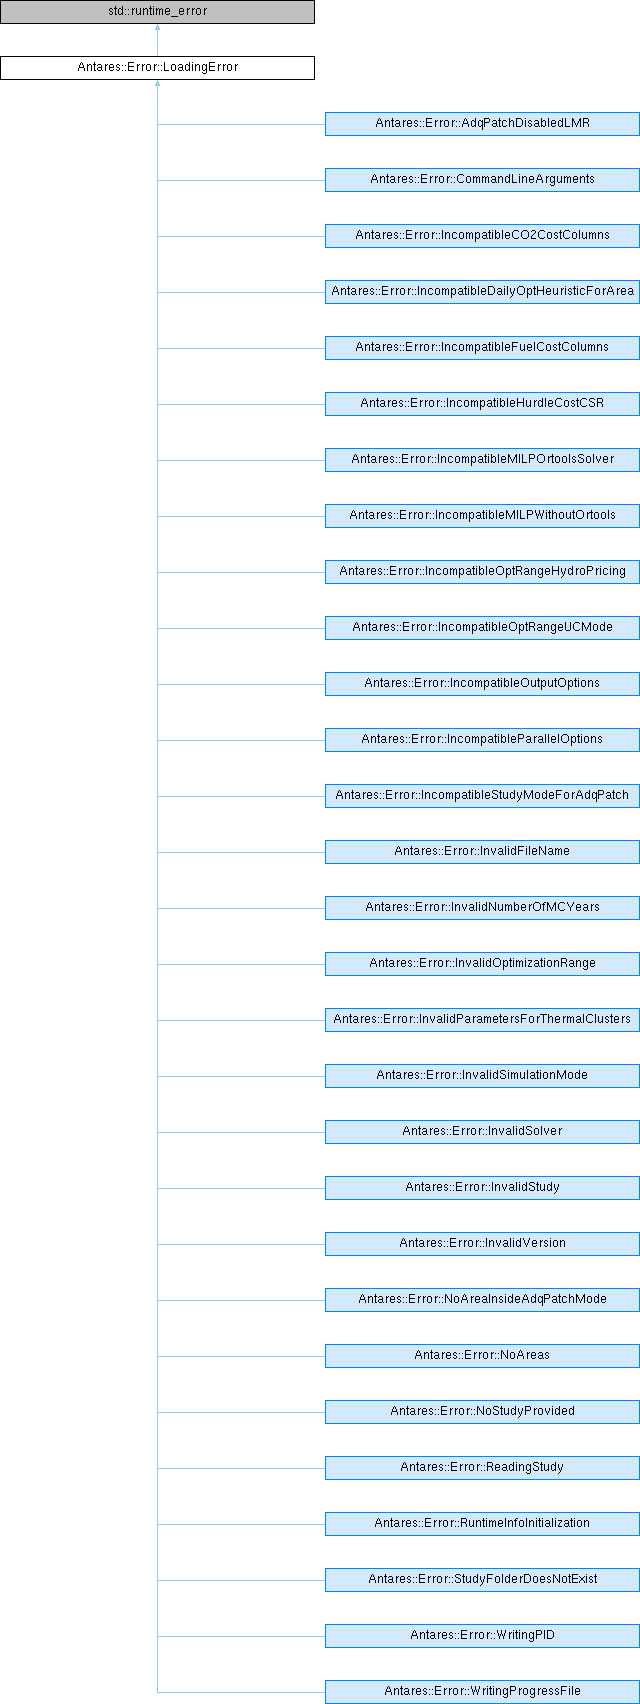 std::runtime_error
Antares::Error::LoadingError
Antares::Error::AdqPatchDisabledLMR
Antares::Error::CommandLineArguments
Antares::Error::IncompatibleCO2CostColumns
Antares::Error::IncompatibleDailyOptHeuristicForArea
Antares::Error::IncompatibleFuelCostColumns
Antares::Error::IncompatibleHurdleCostCSR
Antares::Error::IncompatibleMILPOrtoolsSolver
Antares::Error::IncompatibleMILPWithoutOrtools
Antares::Error::IncompatibleOptRangeHydroPricing
Antares::Error::IncompatibleOptRangeUCMode
Antares::Error::IncompatibleOutputOptions
Antares::Error::IncompatibleParallelOptions
Antares::Error::IncompatibleStudyModeForAdqPatch
Antares::Error::InvalidFileName
Antares::Error::InvalidNumberOfMCYears
Antares::Error::InvalidOptimizationRange
Antares::Error::InvalidParametersForThermalClusters
Antares::Error::InvalidSimulationMode
Antares::Error::InvalidSolver
Antares::Error::InvalidStudy
Antares::Error::InvalidVersion
Antares::Error::NoAreaInsideAdqPatchMode
Antares::Error::NoAreas
Antares::Error::NoStudyProvided
Antares::Error::ReadingStudy
Antares::Error::RuntimeInfoInitialization
Antares::Error::StudyFolderDoesNotExist
Antares::Error::WritingPID
Antares::Error::WritingProgressFile